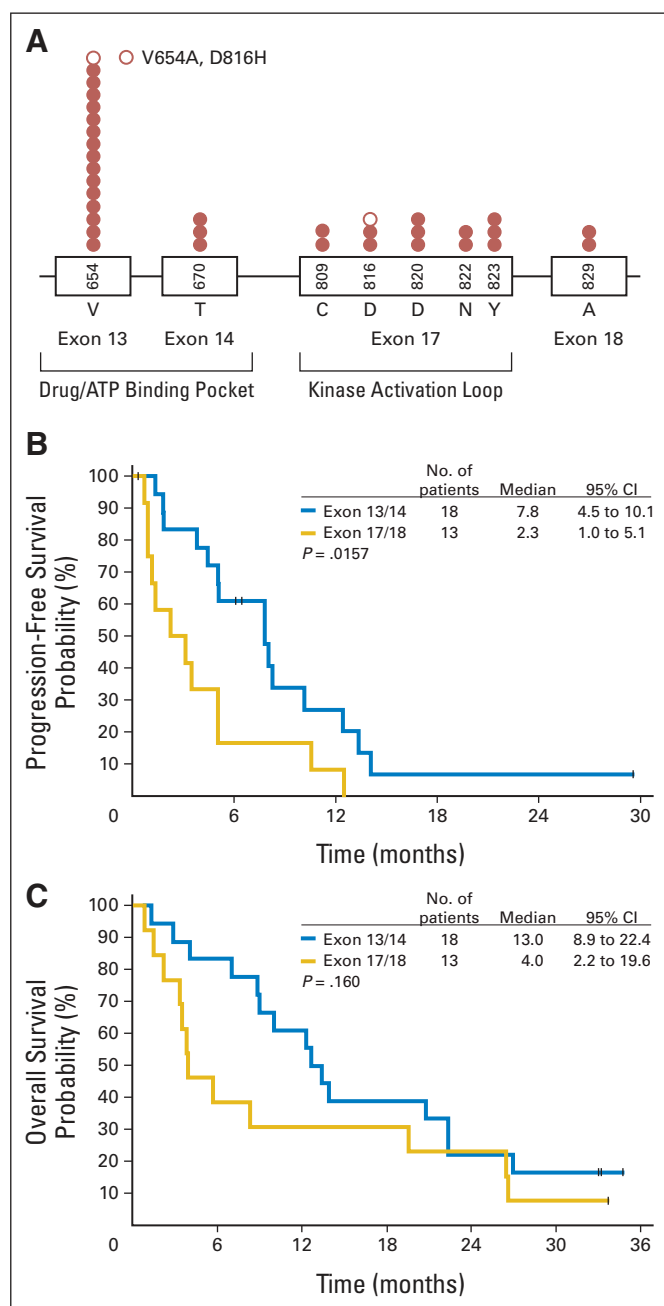 A
V654A, D816H
654 670 809 816 820 822 823 829
V T C D D N Y A
Exon 13 Exon 14 Exon 17 Exon 18
Drug/ATP Binding Pocket Kinase Activation Loop
B
No. of
patients Median 95% CI
Exon 13/14 18 7.8 4.5 to 10.1
Exon 17/18 13 2.3 1.0 to 5.1
P = .0157
Progression-Free Survival
Probability (%)
100
90
80
70
60
50
40
30
20
10
0 6 12 18 24 30
Time (months)
C
No. of
patients Median 95% CI
Exon 13/14 18 13.0 8.9 to 22.4
Exon 17/18 13 4.0 2.2 to 19.6
P = .160
Overall Survival
Probability (%)
100
90
80
70
60
50
40
30
20
10
0 6 12 18 24 30 36
Time (months)